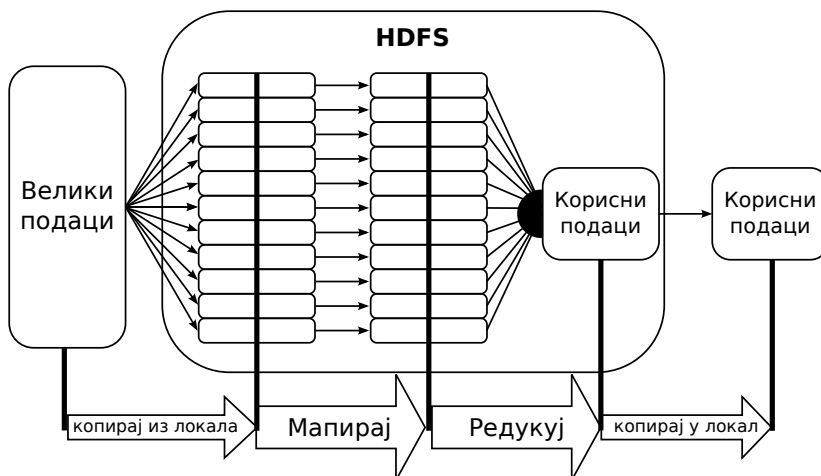 HDFS
Велики
подаци
Корисни
подаци
Корисни
подаци
копирај из локала
Мапирај
Редукуј
копирај у локал